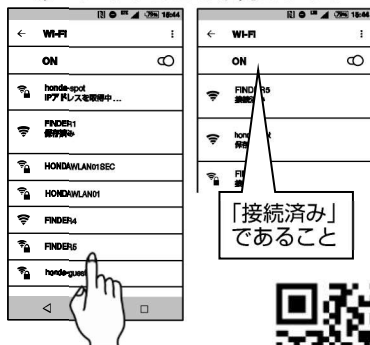 18:44
WI-FI
ON
honda-spot
IPアドレスを取得中...
FINDER1
保存済み
HONDAWLAN01SEC
HONDAWLAN01
FINDER4
FINDER5
honda-guest
18:44
WI-FI
ON
「接続済み」
であること